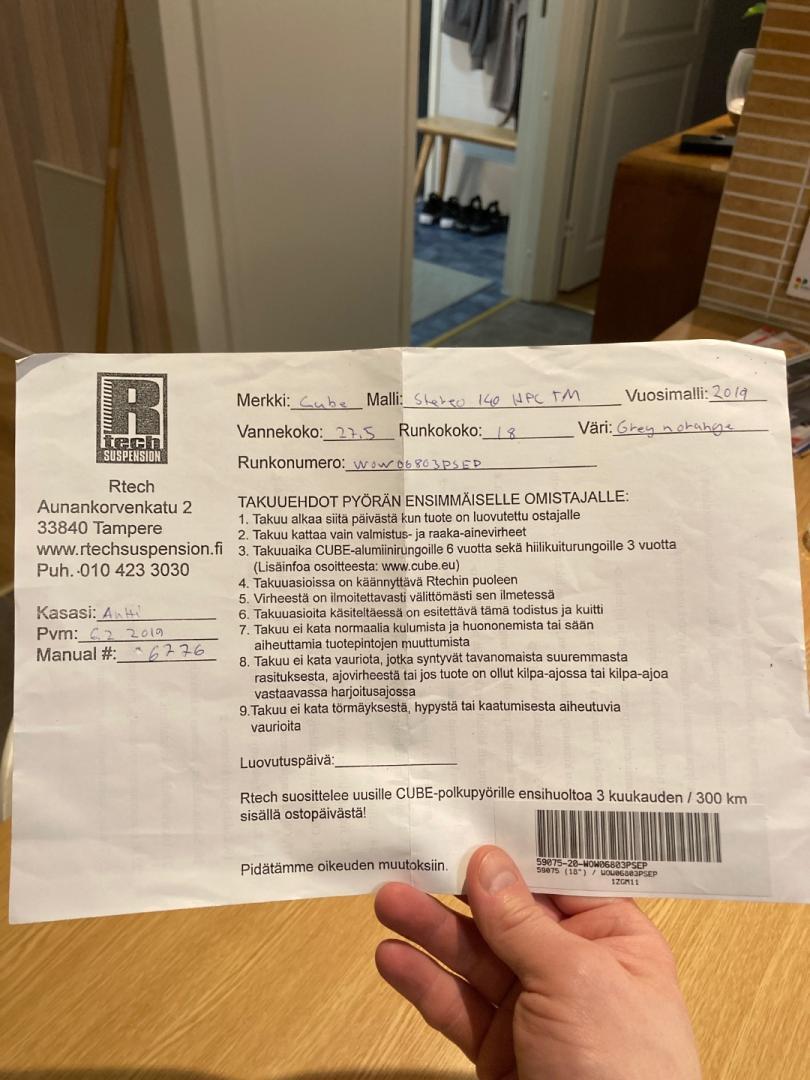 R
tech
SUSPENSION
Rtech
Aunankorvenkatu 2
33840 Tampere
www.rtechsuspension.fi
Puh. 010 423 3030
Kasasi: Antti
Pvm: 6.2 2019
Manual #: 6776
Merkki: Cube Malli: Stereo 140 HPC TM Vuosimalli: 2019
Vannekoko: 27,5 Runkokoko: 18 Väri: Grey n orange
Runkonumero: WOW06803PSEP
TAKUUEHDOT PYÖRÄN ENSIMMÄISELLE OMISTAJALLE:
1. Takuu alkaa siitä päivästä kun tuote on luovutettu ostajalle
2. Takuu kattaa vain valmistus- ja raaka-ainevirheet
3. Takuuaika CUBE-alumiinirungoille 6 vuotta sekä hiilikuiturungoille 3 vuotta
(Lisäinfoa osoitteesta: www.cube.eu)
4. Takuuasioissa on käännyttävä Rtechin puoleen
5. Virheestä on ilmoitettavasti välittömästi sen ilmetessä
6. Takuuasioita käsiteltäessä on esitettävä tämä todistus ja kuitti
7. Takuu ei kata normaalia kulumista ja huononemista tai sään
aiheuttamia tuotepintojen muuttumista
8. Takuu ei kata vauriota, jotka syntyvät tavanomaista suuremmasta
rasituksesta, ajovirheestä tai jos tuote on ollut kilpa-ajossa tai kilpa-ajoa
vastaavassa harjoitusajossa
9.Takuu ei kata törmäyksestä, hypystä tai kaatumisesta aiheutuvia
vaurioita
Luovutuspäivä:
Rtech suosittelee uusille CUBE-polkupyörille ensihuoltoa 3 kuukauden / 300 km
sisällä ostopäivästä!
Pidätämme oikeuden muutoksiin.
59075-20-WOW06803PSEP
59075 (18") / WOW06803PSEP
1ZGM11